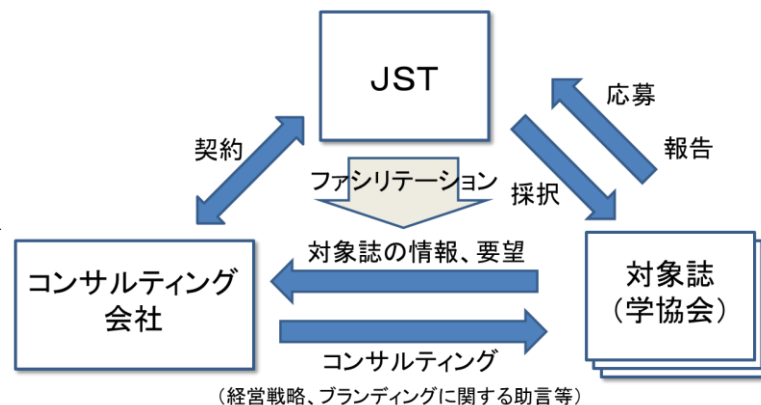 JST
応募
報告
契約
ファシリテーション
採択
対象誌の情報、要望
コンサルティング
会社
対象誌
（学協会）
コンサルティング
（経営戦略、ブランディングに関する助言等）